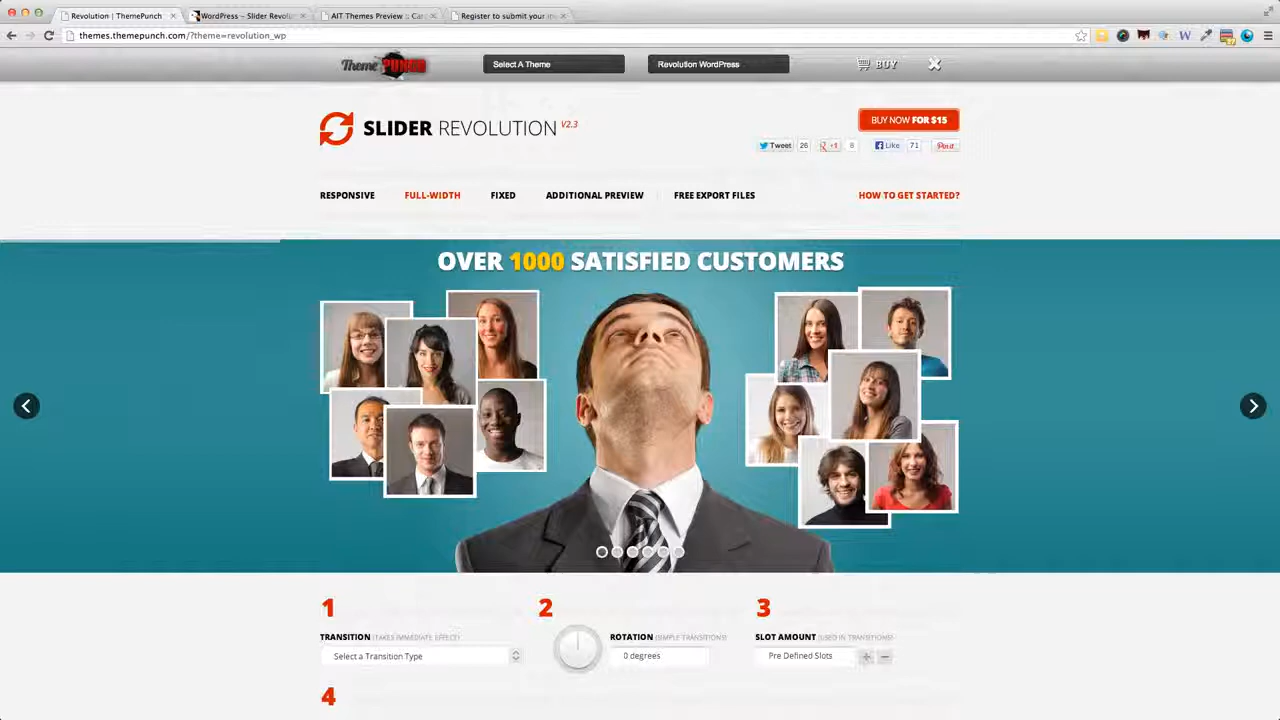 Revolution | ThemePunch
WordPress – Slider Revolut
AIT Themes Preview :: Car
Register to submit your in
themes.themepunch.com/?theme=revolution_wp
Theme PUNCH
Select A Theme
Revolution WordPress
BUY
SLIDER REVOLUTION V2.3
BUY NOW FOR $15
Tweet 26 +1 8 Like 71 Pin it
RESPONSIVE FULL-WIDTH FIXED ADDITIONAL PREVIEW FREE EXPORT FILES HOW TO GET STARTED?
OVER 1000 SATISFIED CUSTOMERS
1 2 3
TRANSITION (TAKES IMMEDIATE EFFECT) ROTATION (SIMPLE TRANSITIONS) SLOT AMOUNT (USED IN TRANSITIONS)
Select a Transition Type 0 degrees Pre Defined Slots + −
4